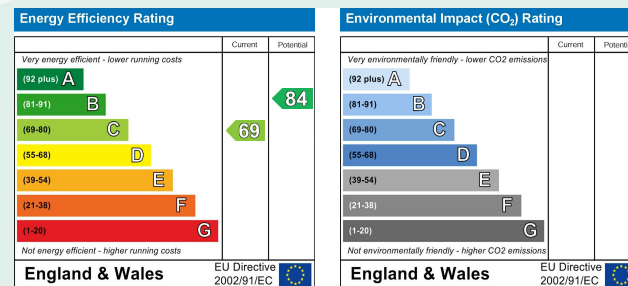 Energy Efficiency Rating
Current Potential
Very energy efficient - lower running costs
(92 plus) A
(81-91) B
84
(69-80) C
69
(55-68) D
(39-54) E
(21-38) F
(1-20) G
Not energy efficient - higher running costs
England & Wales
EU Directive
2002/91/EC
Environmental Impact (CO₂) Rating
Current Potenti
Very environmentally friendly - lower CO2 emissions
(92 plus) A
(81-91) B
(69-80) C
(55-68) D
(39-54) E
(21-38) F
(1-20) G
Not environmentally friendly - higher CO2 emissions
England & Wales
EU Directive
2002/91/EC